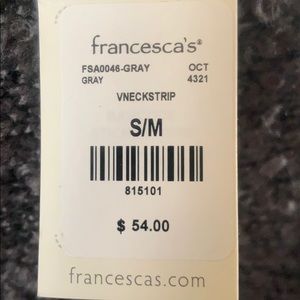 francesca's®
FSA0046-GRAY OCT
GRAY 4321
VNECKSTRIP
S/M
815101
$ 54.00
francescas.com